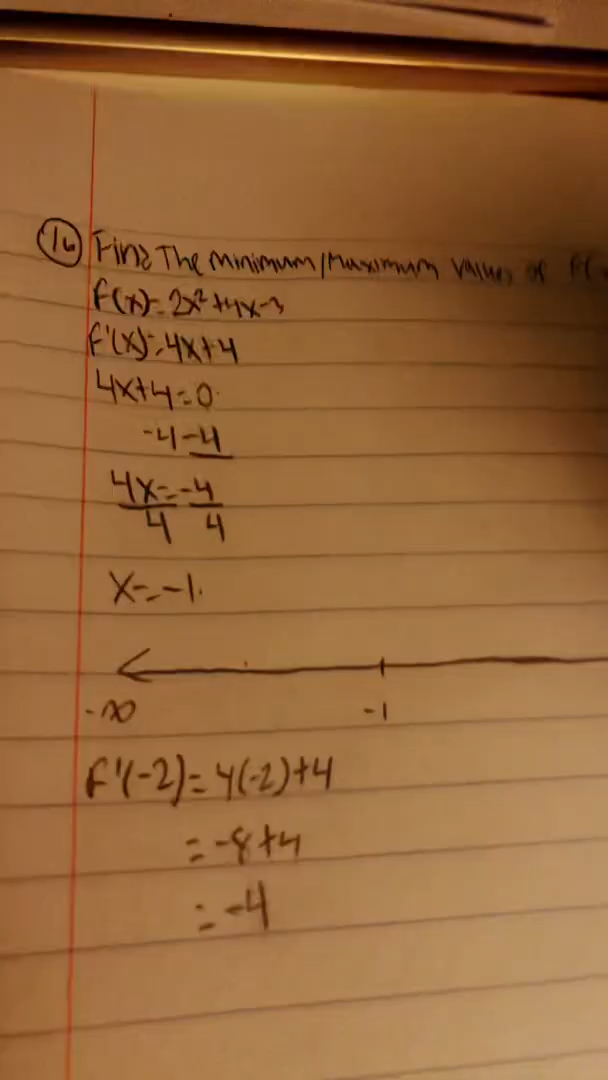 16 Find The Minimum/Maximum values of f(
f(x)=2x²+4x-3
f'(x)=4x+4
4x+4=0
-4 -4
4x=-4
4 4
x=-1.
-∞ -1
f'(-2)=4(-2)+4
=-8+4
=-4